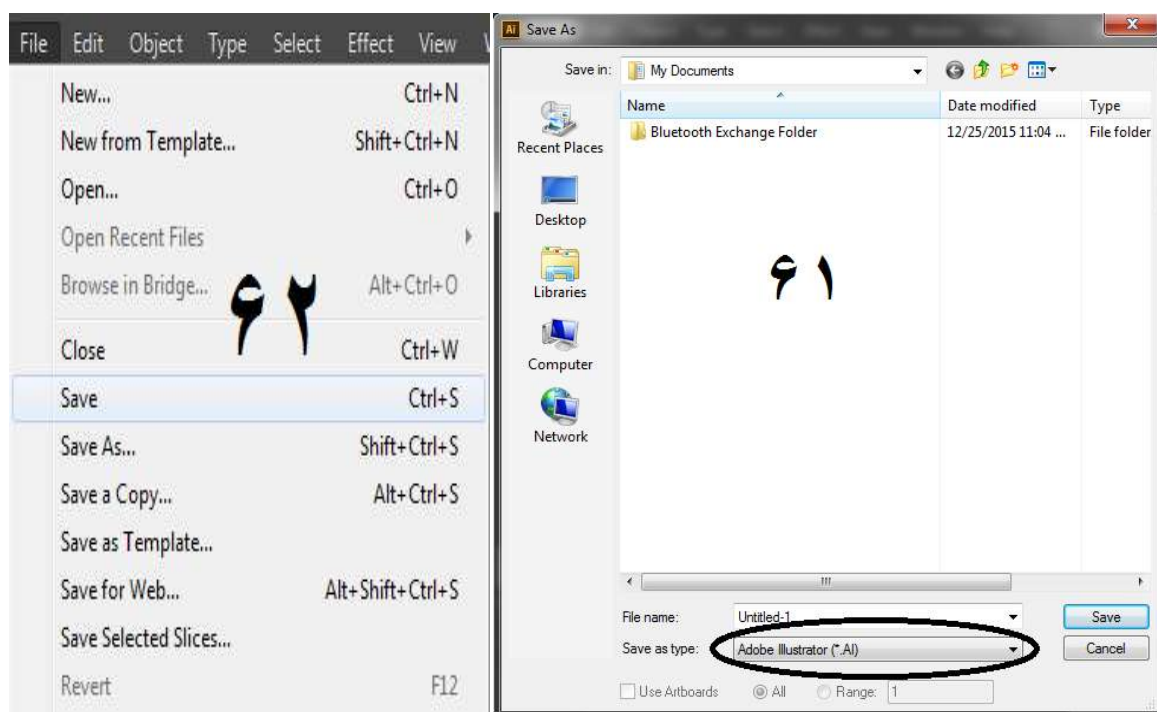 File Edit Object Type Select Effect View
New... Ctrl+N
New from Template... Shift+Ctrl+N
Open... Ctrl+O
Open Recent Files
Browse in Bridge... Alt+Ctrl+O
۶۲
Close Ctrl+W
Save Ctrl+S
Save As... Shift+Ctrl+S
Save a Copy... Alt+Ctrl+S
Save as Template...
Save for Web... Alt+Shift+Ctrl+S
Save Selected Slices...
Revert F12
Ai Save As
Save in: My Documents
Name Date modified Type
Bluetooth Exchange Folder 12/25/2015 11:04 ... File folder
Recent Places
Desktop
Libraries
Computer
Network
۶۱
File name: Untitled-1 Save
Save as type: Adobe Illustrator (*.AI) Cancel
Use Artboards All Range: 1